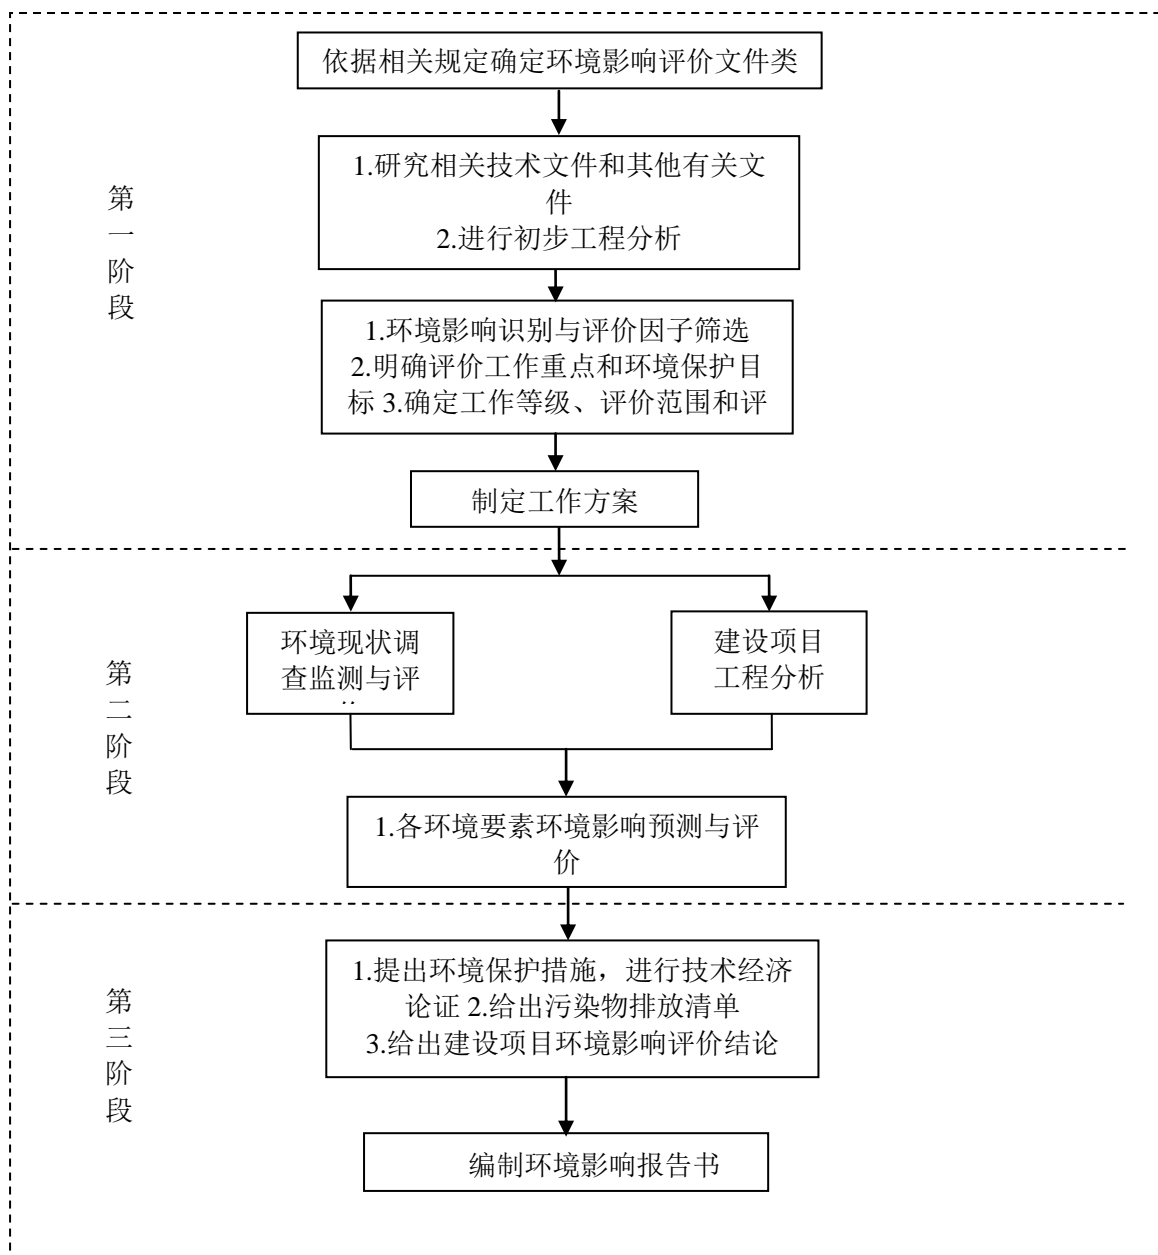 依据相关规定确定环境影响评价文件类
1.研究相关技术文件和其他有关文
件
2.进行初步工程分析
第一阶段
1.环境影响识别与评价因子筛选
2.明确评价工作重点和环境保护目
标 3.确定工作等级、评价范围和评
制定工作方案
环境现状调
查监测与评
建设项目
工程分析
第二阶段
1.各环境要素环境影响预测与评
价
第三阶段
1.提出环境保护措施，进行技术经济
论证 2.给出污染物排放清单
3.给出建设项目环境影响评价结论
编制环境影响报告书